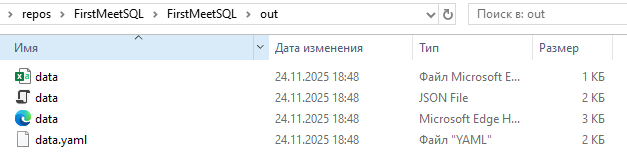 repos > FirstMeetSQL > FirstMeetSQL > out Поиск в: out
Имя Дата изменения Тип Размер
data 24.11.2025 18:48 Файл Microsoft E... 1 КБ
data 24.11.2025 18:48 JSON File 2 КБ
data 24.11.2025 18:48 Microsoft Edge H... 3 КБ
data.yaml 24.11.2025 18:48 Файл "YAML" 2 КБ